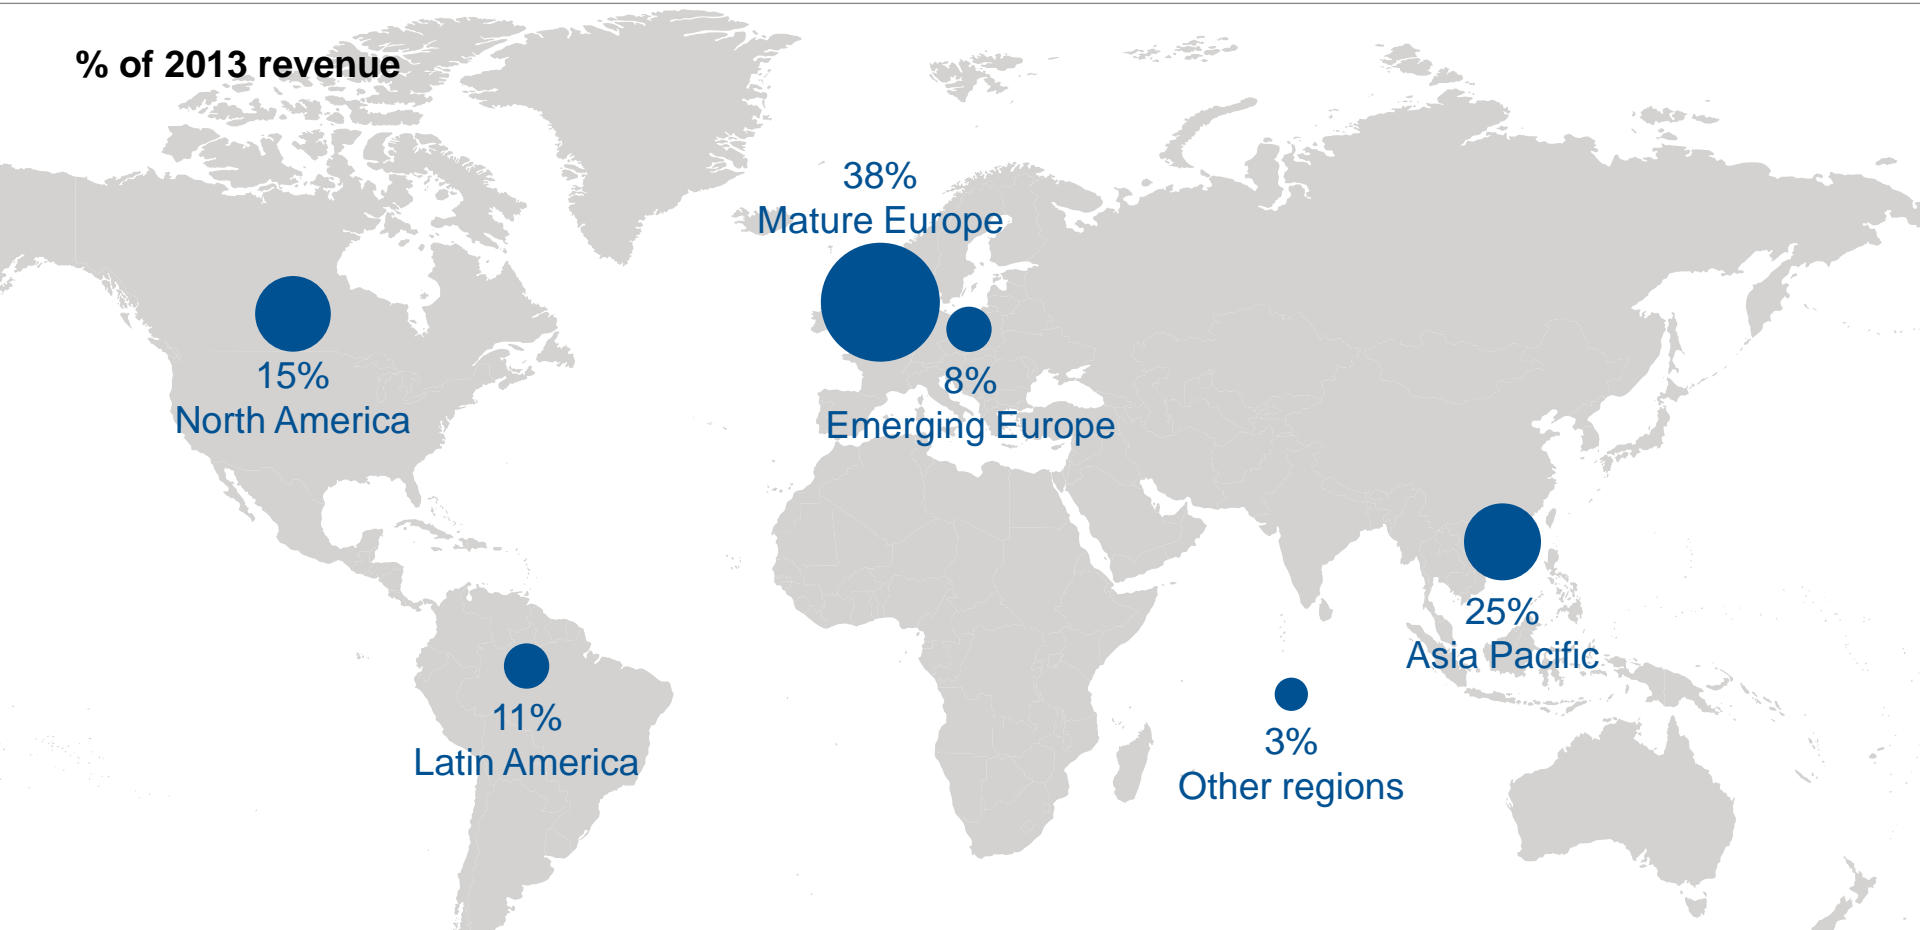 % of 2013 revenue
38%
Mature Europe
15%
North America
8%
Emerging Europe
25%
Asia Pacific
11%
Latin America
3%
Other regions